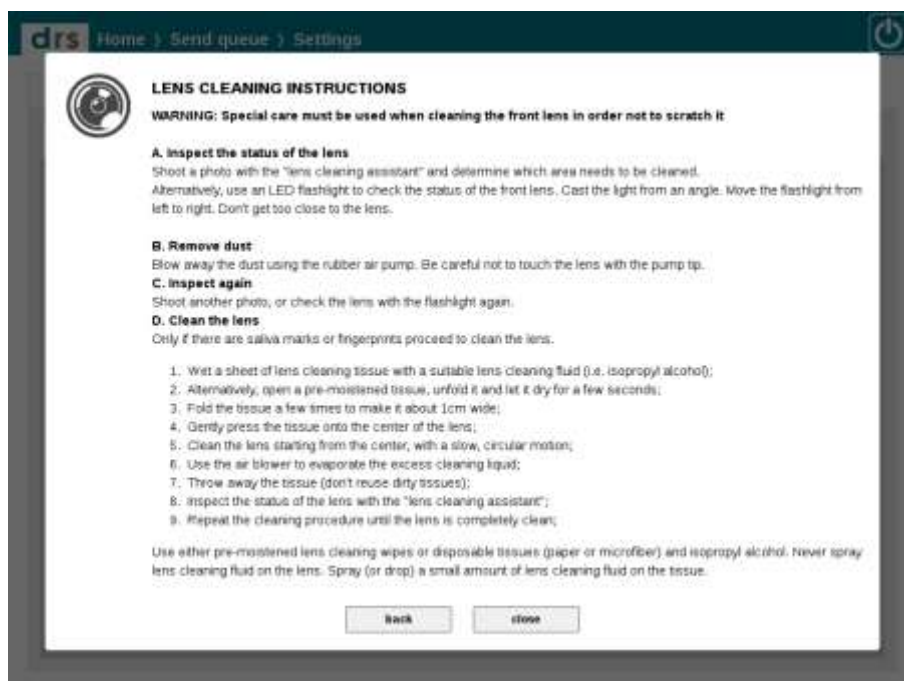 drs Home > Send queue > Settings
LENS CLEANING INSTRUCTIONS
WARNING: Special care must be used when cleaning the front lens in order not to scratch it
A. Inspect the status of the lens
Shoot a photo with the "lens cleaning assistant" and determine which area needs to be cleaned.
Alternatively, use an LED flashlight to check the status of the front lens. Cast the light from an angle. Move the flashlight from
left to right. Don't get too close to the lens.
B. Remove dust
Blow away the dust using the rubber air pump. Be careful not to touch the lens with the pump tip.
C. Inspect again
Shoot another photo, or check the lens with the flashlight again.
D. Clean the lens
Only if there are saliva marks or fingerprints proceed to clean the lens.
1. Wet a sheet of lens cleaning tissue with a suitable lens cleaning fluid (i.e. isopropyl alcohol);
2. Alternatively, open a pre-moistened tissue, unfold it and let it dry for a few seconds;
3. Fold the tissue a few times to make it about 1cm wide;
4. Gently press the tissue onto the center of the lens;
5. Clean the lens starting from the center, with a slow, circular motion;
6. Use the air blower to evaporate the excess cleaning liquid;
7. Throw away the tissue (don't reuse dirty tissues);
8. Inspect the status of the lens with the "lens cleaning assistant";
9. Repeat the cleaning procedure until the lens is completely clean;
Use either pre-moistened lens cleaning wipes or disposable tissues (paper or microfiber) and isopropyl alcohol. Never spray
lens cleaning fluid on the lens. Spray (or drop) a small amount of lens cleaning fluid on the tissue.
back close